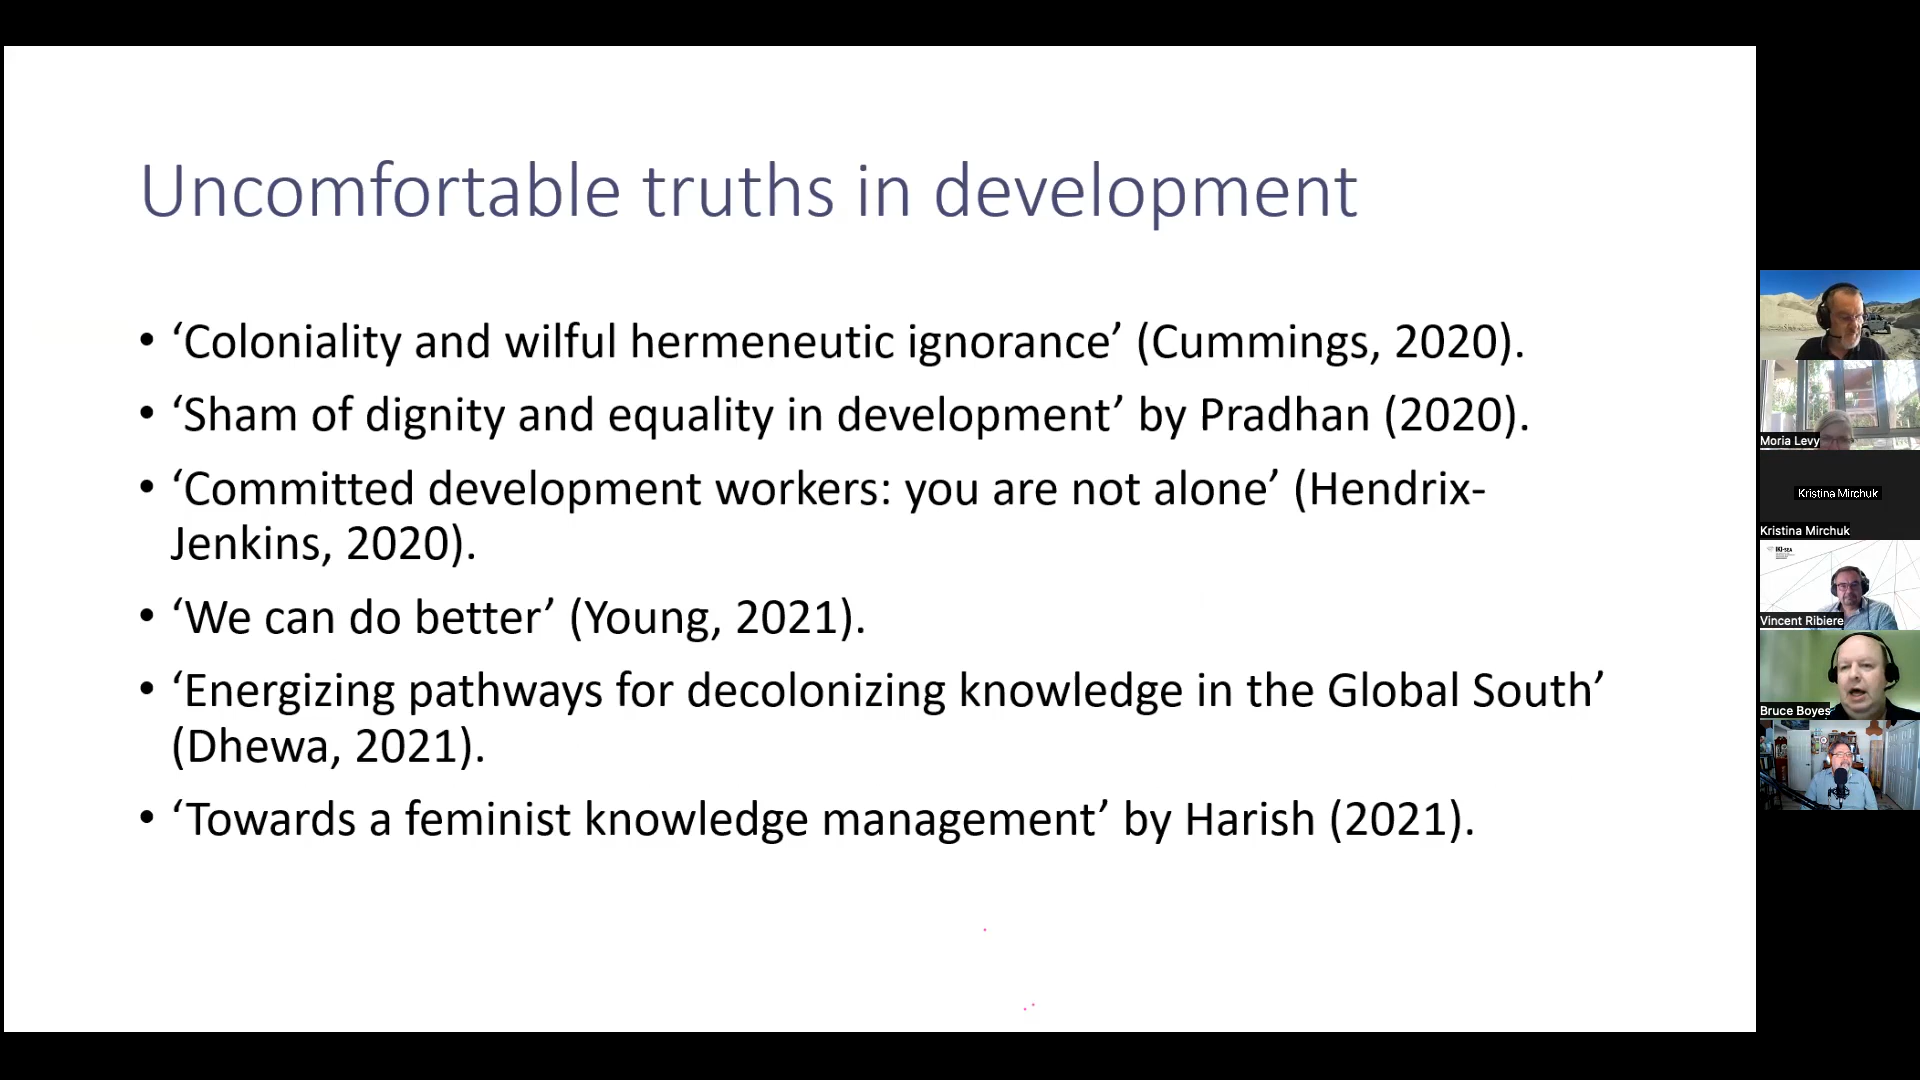 Uncomfortable truths in development
• ‘Coloniality and wilful hermeneutic ignorance’ (Cummings, 2020).
• ‘Sham of dignity and equality in development’ by Pradhan (2020).
• ‘Committed development workers: you are not alone’ (Hendrix-
Jenkins, 2020).
• ‘We can do better’ (Young, 2021).
• ‘Energizing pathways for decolonizing knowledge in the Global South’
(Dhewa, 2021).
• ‘Towards a feminist knowledge management’ by Harish (2021).
Moria Levy
Kristina Mirchuk
Kristina Mirchuk
IKI-SEA
Vincent Ribiere
Bruce Boyes